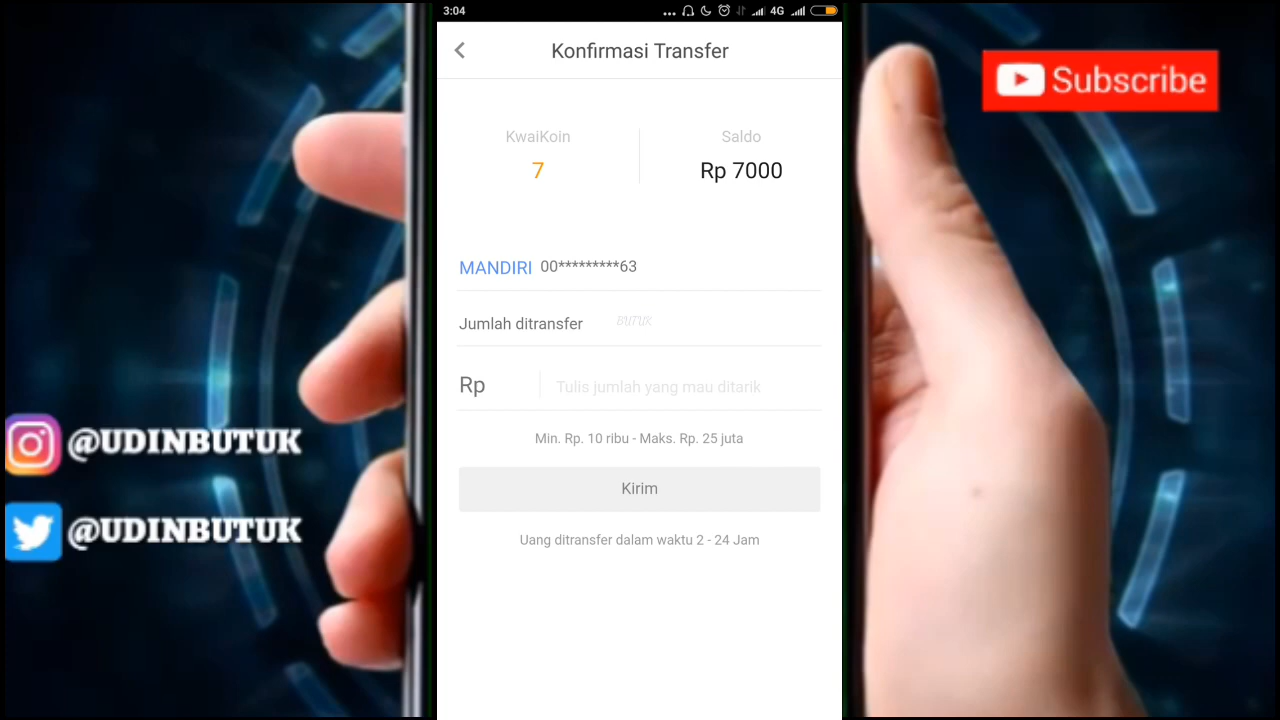 3:04
4G
Konfirmasi Transfer
KwaiKoin
Saldo
7
Rp 7000
MANDIRI 00*********63
Jumlah ditransfer
BUTUK
Rp
Tulis jumlah yang mau ditarik
Min. Rp. 10 ribu - Maks. Rp. 25 juta
Kirim
Uang ditransfer dalam waktu 2 - 24 Jam
Subscribe
@UDINBUTUK
@UDINBUTUK